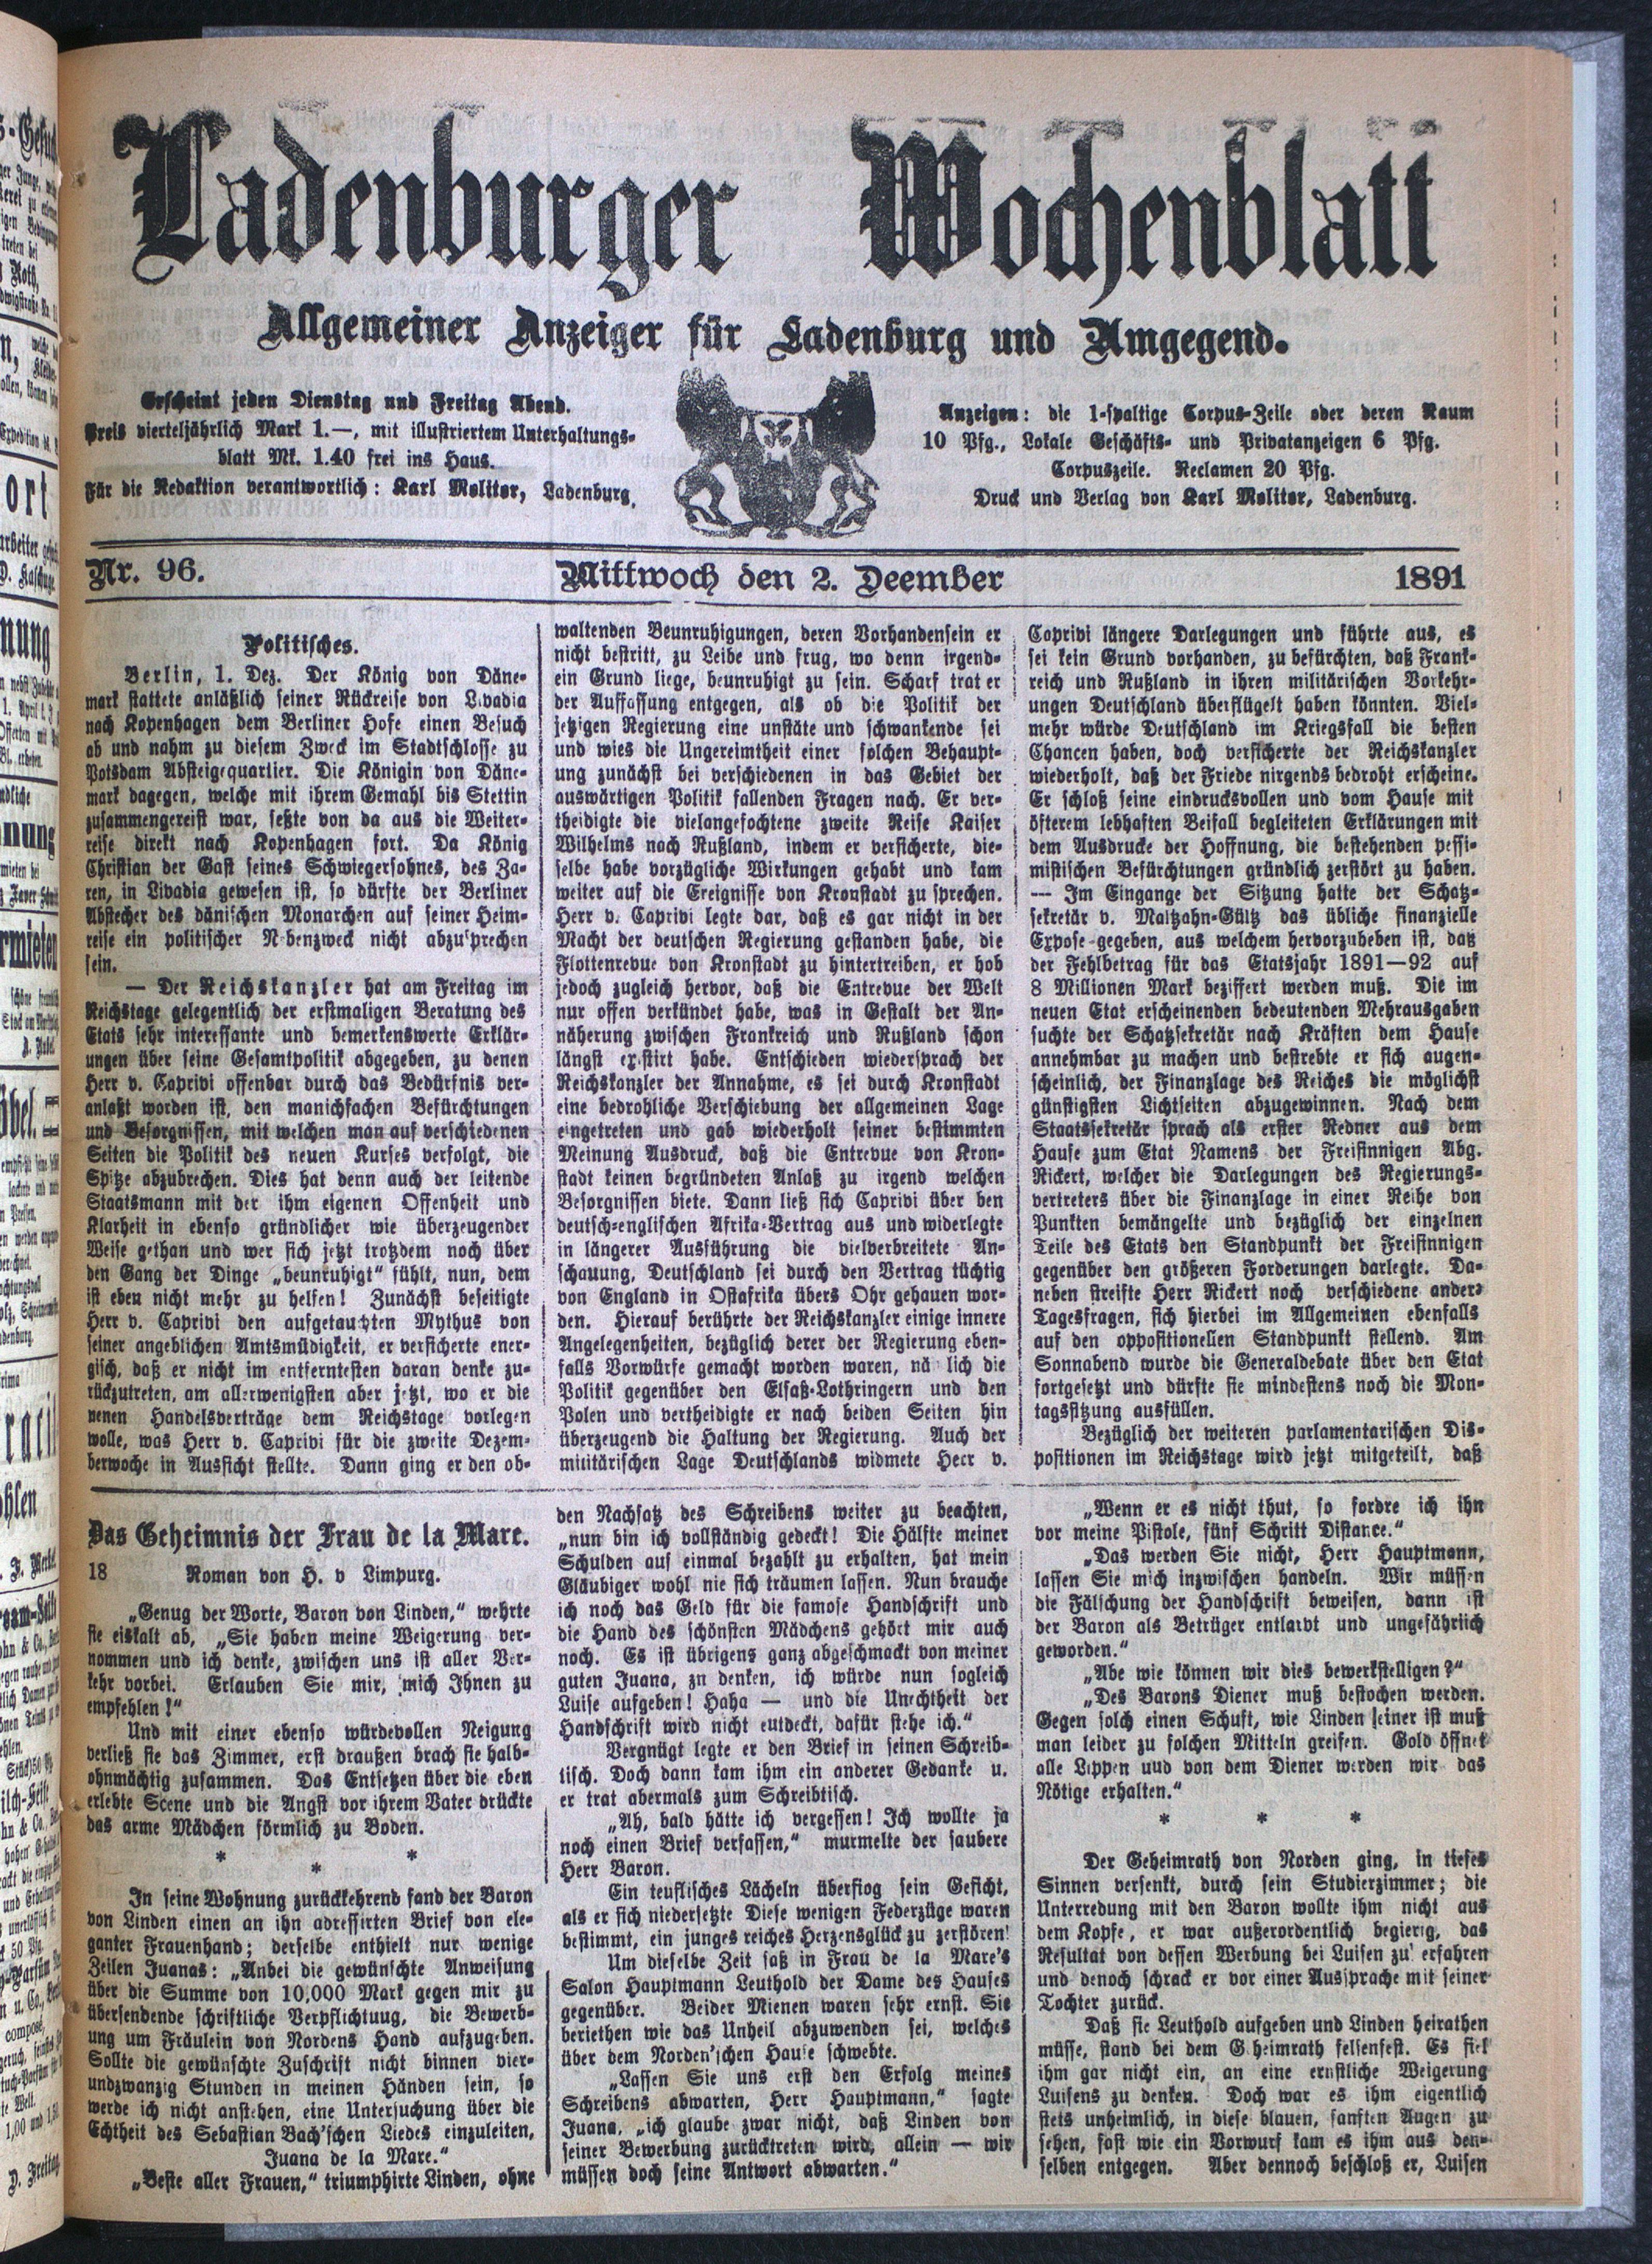 Ladenburger Wochenblatt
Allgemeiner Anzeiger für Ladenburg und Umgegend.
Erscheint jeden Dienstag und Freitag Abend.
Preis vierteljährlich Mark 1.—, mit illustriertem Unterhaltungs-
blatt Mk. 1.40 frei ins Haus.
Für die Redaktion verantwortlich: Karl Molitor, Ladenburg.
Anzeigen: die 1-spaltige Corpus-Zeile oder deren Raum
10 Pfg., Lokale Geschäfts- und Privatanzeigen 6 Pfg.
Corpuszeile. Reclamen 20 Pfg.
Druck und Verlag von Karl Molitor, Ladenburg.
Nr. 96.
Mittwoch den 2. Deember
1891
Politisches.
Berlin, 1. Dez. Der König von Däne-
mark stattete anläßlich seiner Rückreise von Livadia
nach Kopenhagen dem Berliner Hofe einen Besuch
ab und nahm zu diesem Zweck im Stadtschlosse zu
Potsdam Absteigequartier. Die Königin von Däne-
mark dagegen, welche mit ihrem Gemahl bis Stettin
zusammengereist war, setzte von da aus die Weiter-
reise direkt nach Kopenhagen fort. Da König
Christian der Gast seines Schwiegersohnes, des Za-
ren, in Livadia gewesen ist, so dürfte der Berliner
Abstecher des dänischen Monarchen auf seiner Heim-
reise ein politischer Nebenzweck nicht abzusprechen
sein.
— Der Reichskanzler hat am Freitag im
Reichstage gelegentlich der erstmaligen Beratung des
Etats sehr interessante und bemerkenswerte Erklär-
ungen über seine Gesamtpolitik abgegeben, zu denen
Herr v. Caprivi offenbar durch das Bedürfnis ver-
anlaßt worden ist, den manichfachen Befürchtungen
und Besorgnissen, mit welchen man auf verschiedenen
Seiten die Politik des neuen Kurses verfolgt, die
Spitze abzubrechen. Dies hat denn auch der leitende
Staatsmann mit der ihm eigenen Offenheit und
Klarheit in ebenso gründlicher wie überzeugender
Weise gethan und wer sich jetzt trotzdem noch über
den Gang der Dinge „beunruhigt“ fühlt, nun, dem
ist eben nicht mehr zu helfen! Zunächst beseitigte
Herr v. Caprivi den aufgetauchten Mythus von
seiner angeblichen Amtsmüdigkeit, er versicherte ener-
gisch, daß er nicht im entferntesten daran denke zu-
rückzutreten, am allerwenigsten aber jetzt, wo er die
neuen Handelsverträge dem Reichstage vorlegen
wolle, was Herr v. Caprivi für die zweite Dezem-
berwoche in Aussicht stellte. Dann ging er den ob-
waltenden Beunruhigungen, deren Vorhandensein er
nicht bestritt, zu Leibe und frug, wo denn irgend-
ein Grund liege, beunruhigt zu sein. Scharf trat er
der Auffassung entgegen, als ob die Politik der
jetzigen Regierung eine unstäte und schwankende sei
und wies die Ungereimtheit einer solchen Behaupt-
ung zunächst bei verschiedenen in das Gebiet der
auswärtigen Politik fallenden Fragen nach. Er ver-
theidigte die vielangefochtene zweite Reise Kaiser
Wilhelms nach Rußland, indem er versicherte, die-
selbe habe vorzügliche Wirkungen gehabt und kam
weiter auf die Ereignisse von Kronstadt zu sprechen.
Herr v. Caprivi legte dar, daß es gar nicht in der
Macht der deutschen Regierung gestanden habe, die
Flottenrevue von Kronstadt zu hintertreiben, er hob
jedoch zugleich hervor, daß die Entrevue der Welt
nur offen verkündet habe, was in Gestalt der An-
näherung zwischen Frankreich und Rußland schon
längst existirt habe. Entschieden wiedersprach der
Reichskanzler der Annahme, es sei durch Kronstadt
eine bedrohliche Verschiebung der allgemeinen Lage
eingetreten und gab wiederholt seiner bestimmten
Meinung Ausdruck, daß die Entrevue von Kron-
stadt keinen begründeten Anlaß zu irgend welchen
Besorgnissen biete. Dann ließ sich Caprivi über den
deutsch-englischen Afrika-Vertrag aus und widerlegte
in längerer Ausführung die vielverbreitete An-
schauung, Deutschland sei durch den Vertrag tüchtig
von England in Ostafrika übers Ohr gehauen wor-
den. Hierauf berührte der Reichskanzler einige innere
Angelegenheiten, bezüglich derer der Regierung eben-
falls Vorwürfe gemacht worden waren, nä lich die
Politik gegenüber den Elsaß-Lothringern und den
Polen und vertheidigte er nach beiden Seiten hin
überzeugend die Haltung der Regierung. Auch der
militärischen Lage Deutschlands widmete Herr v.
Caprivi längere Darlegungen und führte aus, es
sei kein Grund vorhanden, zu befürchten, daß Frank-
reich und Rußland in ihren militärischen Vorkehr-
ungen Deutschland überflügelt haben könnten. Viel-
mehr würde Deutschland im Kriegsfall die besten
Chancen haben, doch versicherte der Reichskanzler
wiederholt, daß der Friede nirgends bedroht erscheine.
Er schloß seine eindrucksvollen und vom Hause mit
öfterem lebhaften Beifall begleiteten Erklärungen mit
dem Ausdrucke der Hoffnung, die bestehenden pessi-
mistischen Befürchtungen gründlich zerstört zu haben.
— Im Eingange der Sitzung hatte der Schatz-
sekretär v. Maltzahn-Gültz das übliche finanzielle
Expose gegeben, aus welchem hervorzuheben ist, daß
der Fehlbetrag für das Etatsjahr 1891—92 auf
8 Millionen Mark beziffert werden muß. Die im
neuen Etat erscheinenden bedeutenden Mehrausgaben
suchte der Schatzsekretär nach Kräften dem Hause
annehmbar zu machen und bestrebte er sich augen-
scheinlich, der Finanzlage des Reiches die möglichst
günstigsten Lichtseiten abzugewinnen. Nach dem
Staatssekretär sprach als erster Redner aus dem
Hause zum Etat Namens der Freisinnigen Abg.
Rickert, welcher die Darlegungen des Regierungs-
vertreters über die Finanzlage in einer Reihe von
Punkten bemängelte und bezüglich der einzelnen
Teile des Etats den Standpunkt der Freisinnigen
gegenüber den größeren Forderungen darlegte. Da-
neben streifte Herr Rickert noch verschiedene andere
Tagesfragen, sich hierbei im Allgemeinen ebenfalls
auf den oppositionellen Standpunkt stellend. Am
Sonnabend wurde die Generaldebate über den Etat
fortgesetzt und dürfte sie mindestens noch die Mon-
tagssitzung ausfüllen.
Bezüglich der weiteren parlamentarischen Dis-
positionen im Reichstage wird jetzt mitgeteilt, daß
Das Geheimnis der Frau de la Mare.
18 Roman von H. v Limpurg.
„Genug der Worte, Baron von Linden,“ wehrte
sie eiskalt ab, „Sie haben meine Weigerung ver-
nommen und ich denke, zwischen uns ist aller Ver-
kehr vorbei. Erlauben Sie mir, mich Ihnen zu
empfehlen!“
Und mit einer ebenso würdevollen Neigung
verließ sie das Zimmer, erst draußen brach sie halb-
ohnmächtig zusammen. Das Entsetzen über die eben
erlebte Scene und die Angst vor ihrem Vater drückte
das arme Mädchen förmlich zu Boden.
* * *
In seine Wohnung zurückkehrend fand der Baron
von Linden einen an ihn adressirten Brief von ele-
ganter Frauenhand; derselbe enthielt nur wenige
Zeilen Juanas: „Anbei die gewünschte Anweisung
über die Summe von 10,000 Mark gegen mir zu
übersendende schriftliche Verpflichtuug, die Bewerb-
ung um Fräulein von Nordens Hand aufzugeben.
Sollte die gewünschte Zuschrift nicht binnen vier-
undzwanzig Stunden in meinen Händen sein, so
werde ich nicht anstehen, eine Untersuchung über die
Echtheit des Sebastian Bach'schen Liedes einzuleiten,
Juana de la Mare.“
„Beste aller Frauen,“ triumphirte Linden, ohne
den Nachsatz des Schreibens weiter zu beachten,
„nun bin ich vollständig gedeckt! Die Hälfte meiner
Schulden auf einmal bezahlt zu erhalten, hat mein
Gläubiger wohl nie sich träumen lassen. Nun brauche
ich noch das Geld für die famose Handschrift und
die Hand des schönsten Mädchens gehört mir auch
noch. Es ist übrigens ganz abgeschmackt von meiner
guten Juana, zu denken, ich würde nun sogleich
Luise aufgeben! Haha — und die Unechtheit der
Handschrift wird nicht entdeckt, dafür stehe ich.“
Vergnügt legte er den Brief in seinen Schreib-
tisch. Doch dann kam ihm ein anderer Gedanke u.
er trat abermals zum Schreibtisch.
„Ah, bald hätte ich vergessen! Ich wollte ja
noch einen Brief verfassen,“ murmelte der saubere
Herr Baron.
Ein teuflisches Lächeln überflog sein Gesicht,
als er sich niedersetzte Diese wenigen Federzüge waren
bestimmt, ein junges reiches Herzensglück zu zerstören!
Um dieselbe Zeit saß in Frau de la Mare's
Salon Hauptmann Leuthold der Dame des Hauses
gegenüber. Beider Mienen waren sehr ernst. Sie
beriethen wie das Unheil abzuwenden sei, welches
über dem Norden'schen Hause schwebte.
„Lassen Sie uns erst den Erfolg meines
Schreibens abwarten, Herr Hauptmann,“ sagte
Juana, „ich glaube zwar nicht, daß Linden von
seiner Bewerbung zurücktreten wird, allein — wir
müssen doch seine Antwort abwarten.“
„Wenn er es nicht thut, so fordre ich ihn
vor meine Pistole, fünf Schritt Distance.“
„Das werden Sie nicht, Herr Hauptmann,
lassen Sie mich inzwischen handeln. Wir müssen
die Fälschung der Handschrift beweisen, dann ist
der Baron als Betrüger entlarvt und ungefährlich
geworden.“
„Abe wie können wir dies bewerkstelligen?“
„Des Barons Diener muß bestochen werden.
Gegen solch einen Schuft, wie Linden einer ist muß
man leider zu solchen Mitteln greifen. Gold öffnet
alle Lippen und von dem Diener werden wir das
Nötige erhalten.“
* * *
Der Geheimrath von Norden ging, in tiefes
Sinnen versenkt, durch sein Studierzimmer; die
Unterredung mit den Baron wollte ihm nicht aus
dem Kopfe, er war außerordentlich begierig, das
Resultat von dessen Werbung bei Luisen zu erfahren
und denoch schrack er vor einer Aussprache mit seiner
Tochter zurück.
Daß sie Leuthold aufgeben und Linden heirathen
müsse, stand bei dem Geheimrath felsenfest. Es fiel
ihm gar nicht ein, an eine ernstliche Weigerung
Luisens zu denken. Doch war es ihm eigentlich
stets unheimlich, in diese blauen, sanften Augen zu
sehen, fast wie ein Vorwurf kam es ihm aus den-
selben entgegen. Aber dennoch beschloß er, Luisen